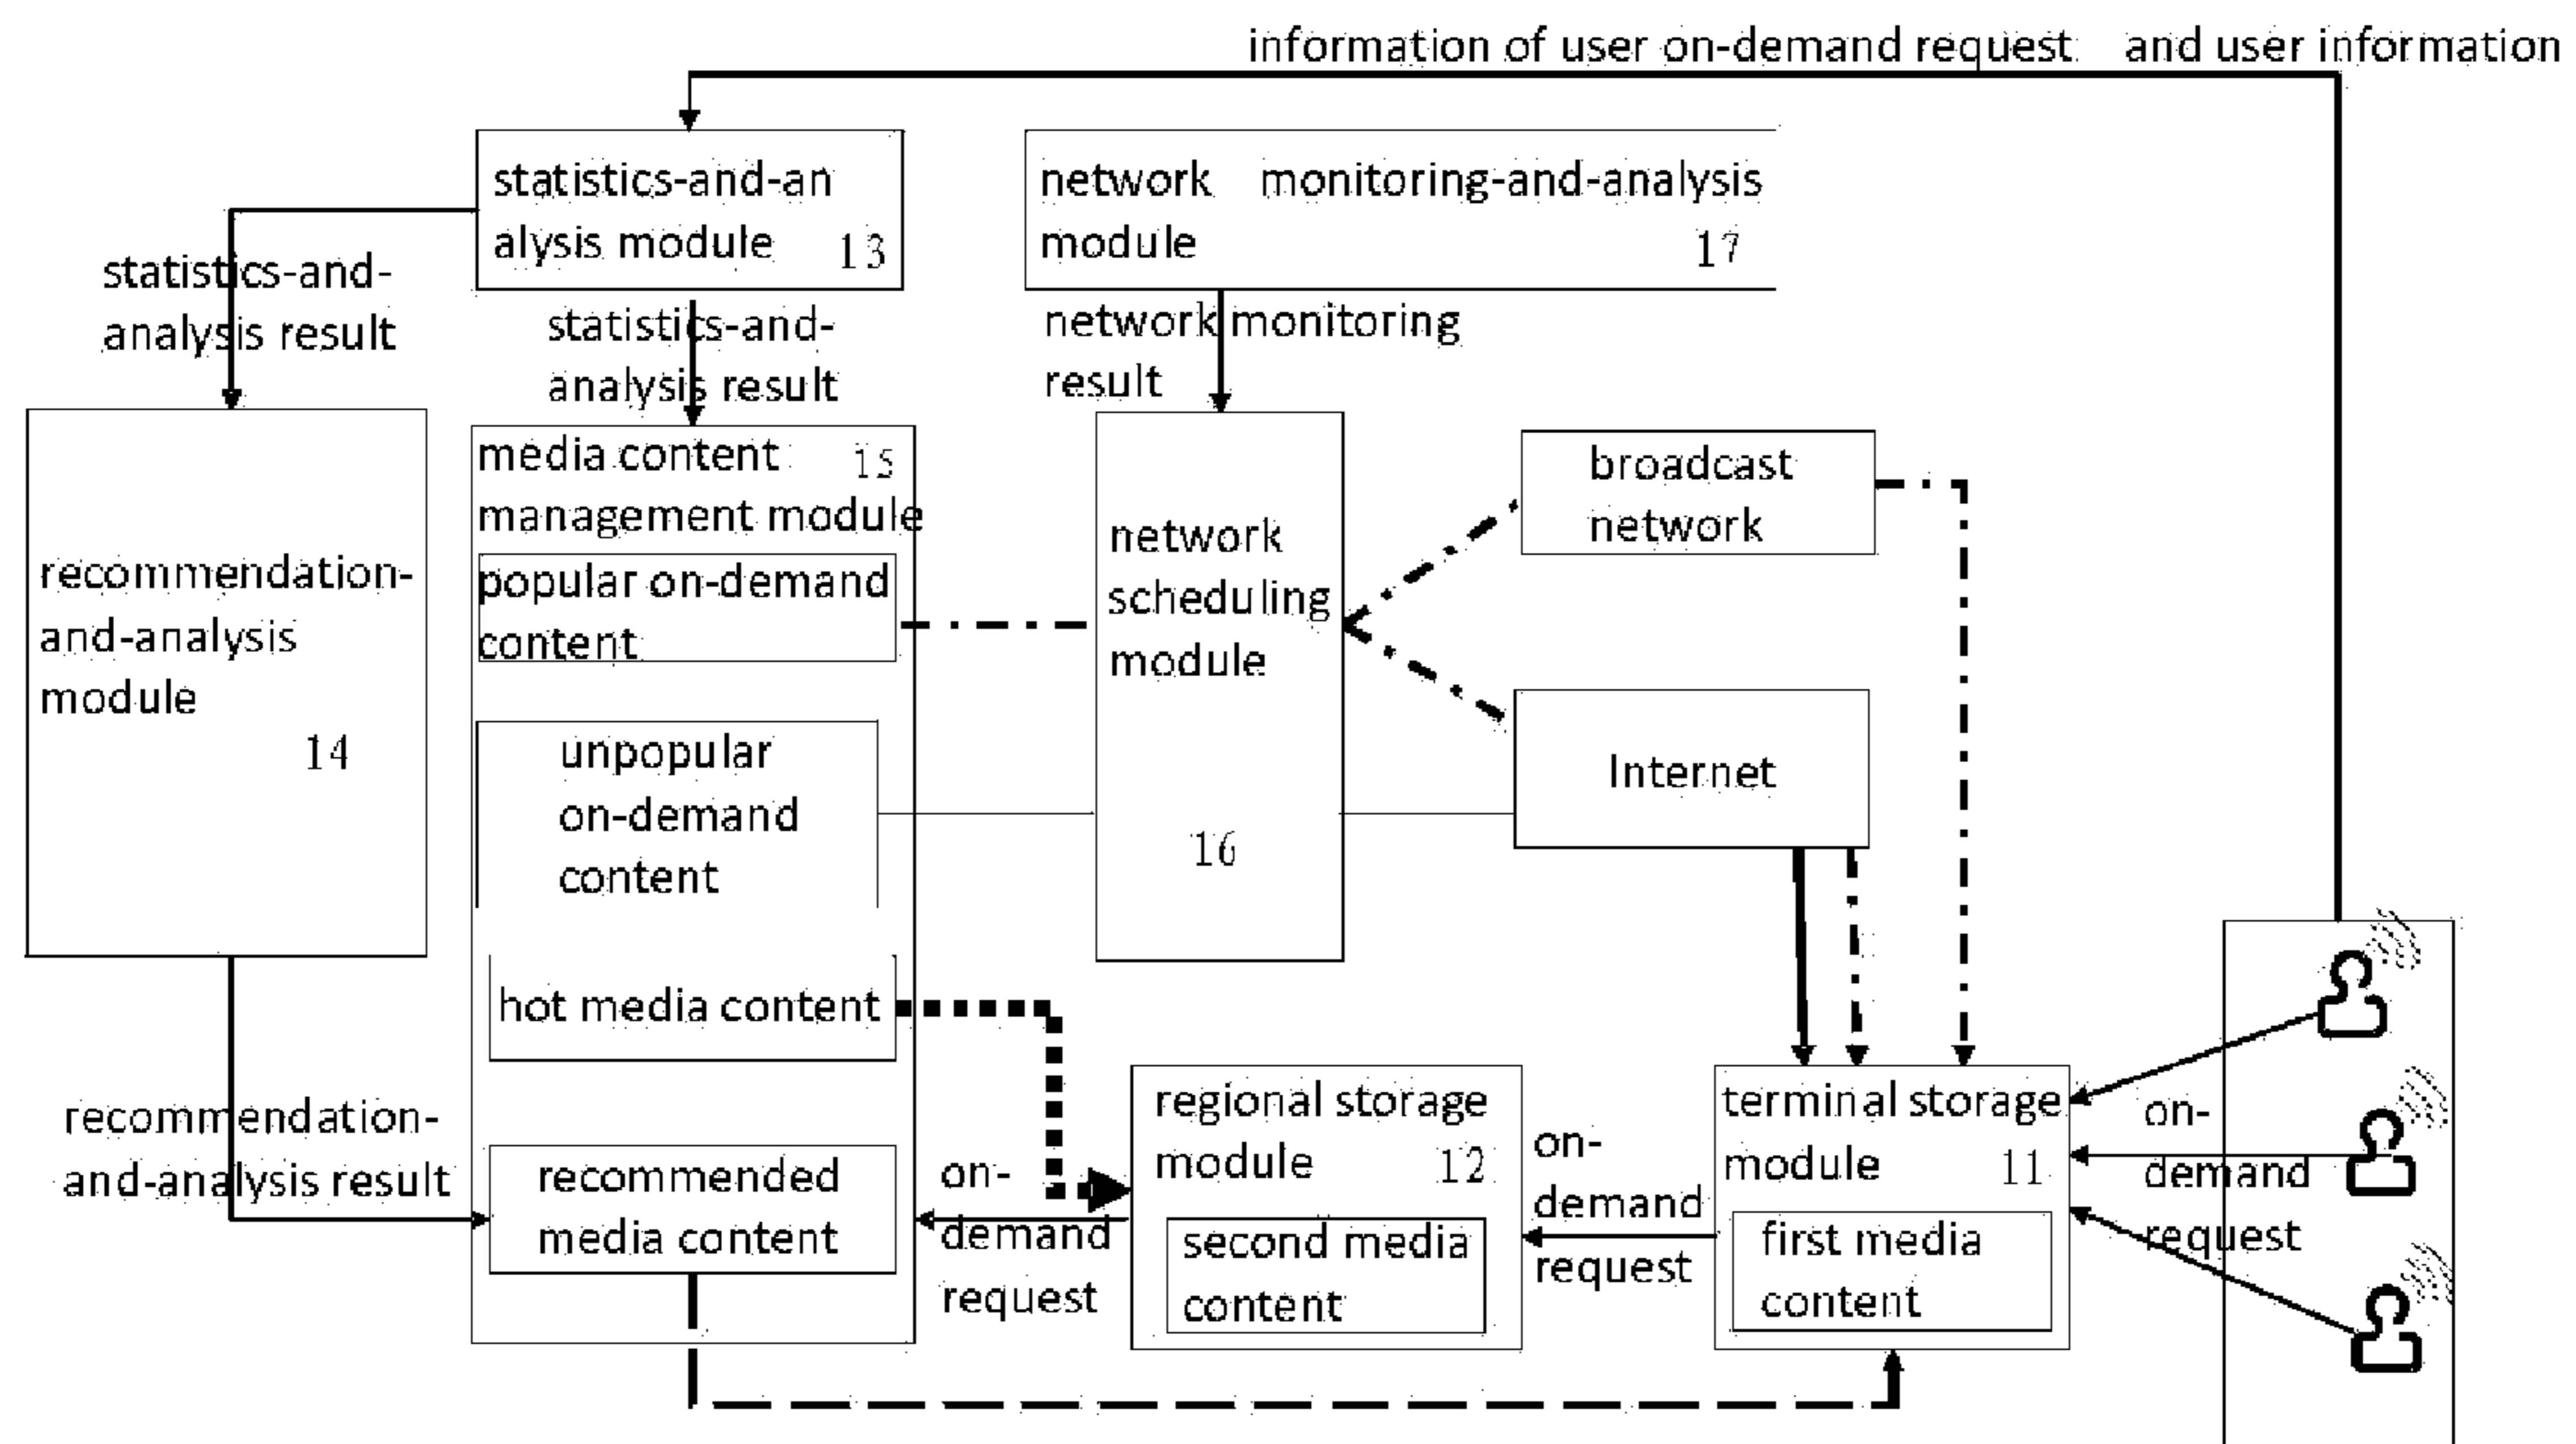 information of user on-demand request and user information
statistics-and-an
alysis module 13
network monitoring-and-analysis
module 17
statistics-and-
analysis result
statistics-and-
analysis result
network monitoring
result
recommendation-
and-analysis
module
14
media content 15
management module
popular on-demand
content
unpopular
on-demand
content
hot media content
recommended
media content
network
scheduling
module
16
broadcast
network
Internet
recommendation-
and-analysis result
on-
demand
request
regional storage
module 12
second media
content
on-
demand
request
terminal storage
module 11
first media
content
on-
demand
request